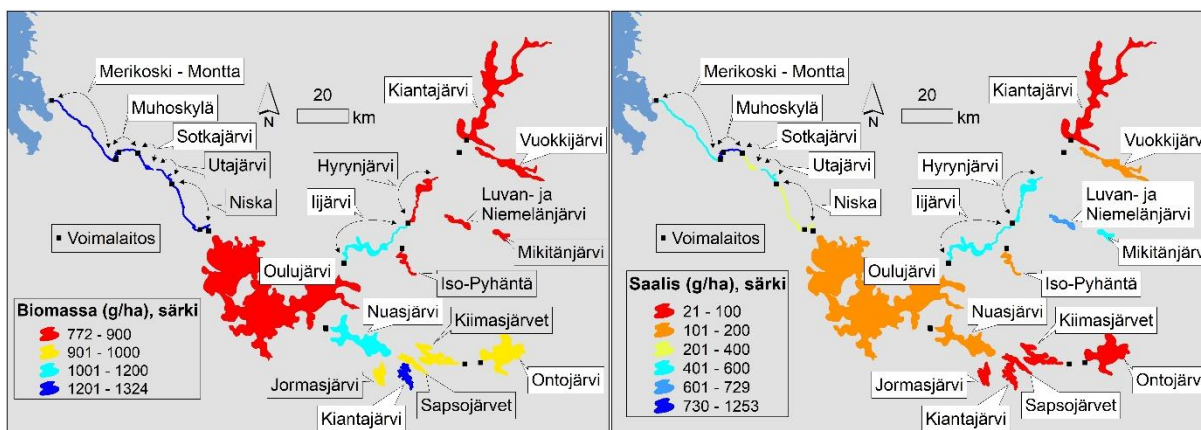 Merikoski - Montta
Muhoskylä
Sotkajärvi
Utajärvi
Niska
Voimalaitos
N
20
km
Kiantajärvi
Vuokkijärvi
Hyrynjärvi
Iijärvi
Luvan- ja
Niemelänjärvi
Mikitänjärvi
Oulujärvi
Iso-Pyhäntä
Nuasjärvi
Kiimasjärvet
Jormasjärvi
Kiantajärvi
Sapsojärvet
Ontojärvi
Biomassa (g/ha), särki
772 - 900
901 - 1000
1001 - 1200
1201 - 1324
Merikoski - Montta
Muhoskylä
Sotkajärvi
Utajärvi
Niska
Voimalaitos
N
20
km
Kiantajärvi
Vuokkijärvi
Hyrynjärvi
Iijärvi
Luvan- ja
Niemelänjärvi
Mikitänjärvi
Oulujärvi
Iso-Pyhäntä
Nuasjärvi
Kiimasjärvet
Jormasjärvi
Kiantajärvi
Sapsojärvet
Ontojärvi
Saalis (g/ha), särki
21 - 100
101 - 200
201 - 400
401 - 600
601 - 729
730 - 1253